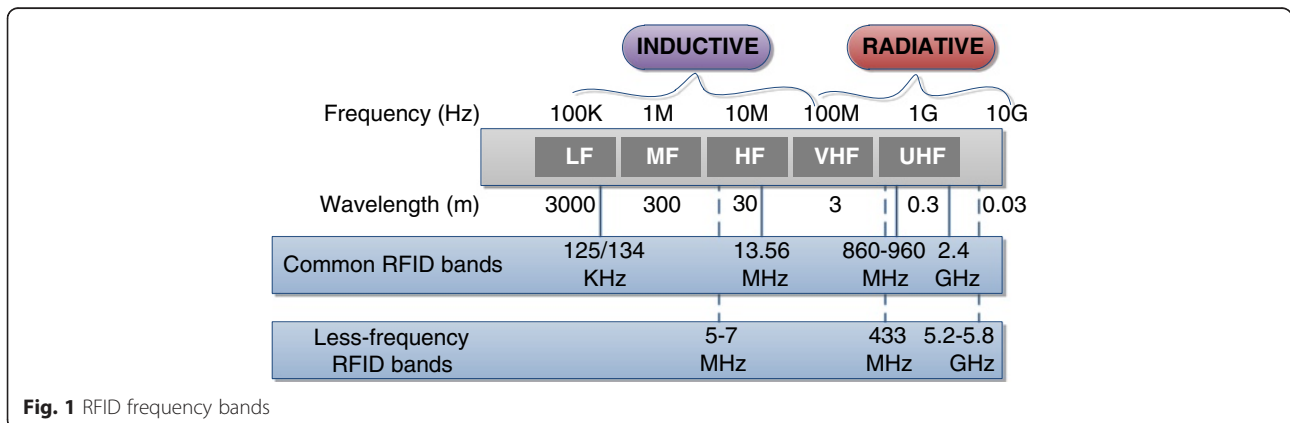 INDUCTIVE RADIATIVE
Frequency (Hz) 100K 1M 10M 100M 1G 10G
LF MF HF VHF UHF
Wavelength (m) 3000 300 30 3 0.3 0.03
Common RFID bands
125/134 KHz
13.56 MHz
860-960 MHz
2.4 GHz
Less-frequency RFID bands
5-7 MHz
433 MHz
5.2-5.8 GHz
Fig. 1 RFID frequency bands